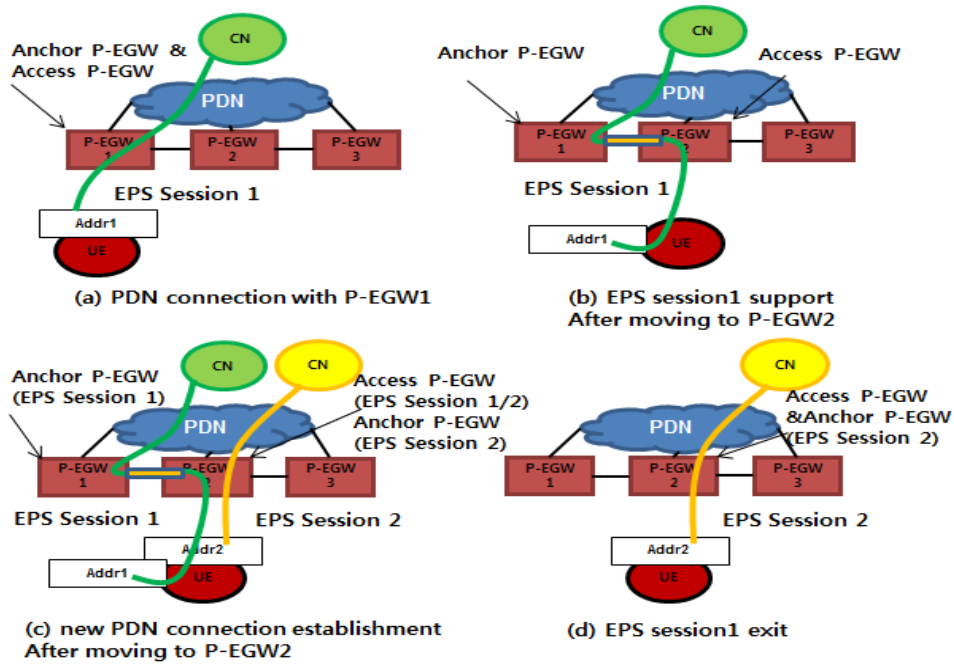 CN
Anchor P-EGW &
Access P-EGW
PDN
P-EGW
1
P-EGW
2
P-EGW
3
EPS Session 1
Addr1
UE
(a) PDN connection with P-EGW1
CN
Anchor P-EGW
Access P-EGW
PDN
P-EGW
1
P-EGW
2
P-EGW
3
EPS Session 1
Addr1
UE
(b) EPS session1 support
After moving to P-EGW2
CN
CN
Anchor P-EGW
(EPS Session 1)
Access P-EGW
(EPS Session 1/2)
Anchor P-EGW
(EPS Session 2)
PDN
P-EGW
1
P-EGW
P-EGW
3
EPS Session 1
EPS Session 2
Addr2
Addr1
UE
(c) new PDN connection establishment
After moving to P-EGW2
CN
Access P-EGW
&Anchor P-EGW
(EPS Session 2)
PDN
P-EGW
1
P-EGW
2
P-EGW
3
EPS Session 2
Addr2
UE
(d) EPS session1 exit